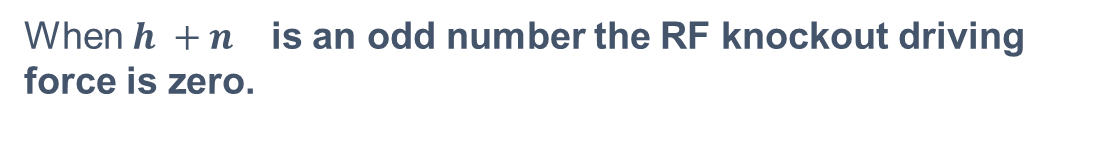 When h + n is an odd number the RF knockout driving
force is zero.